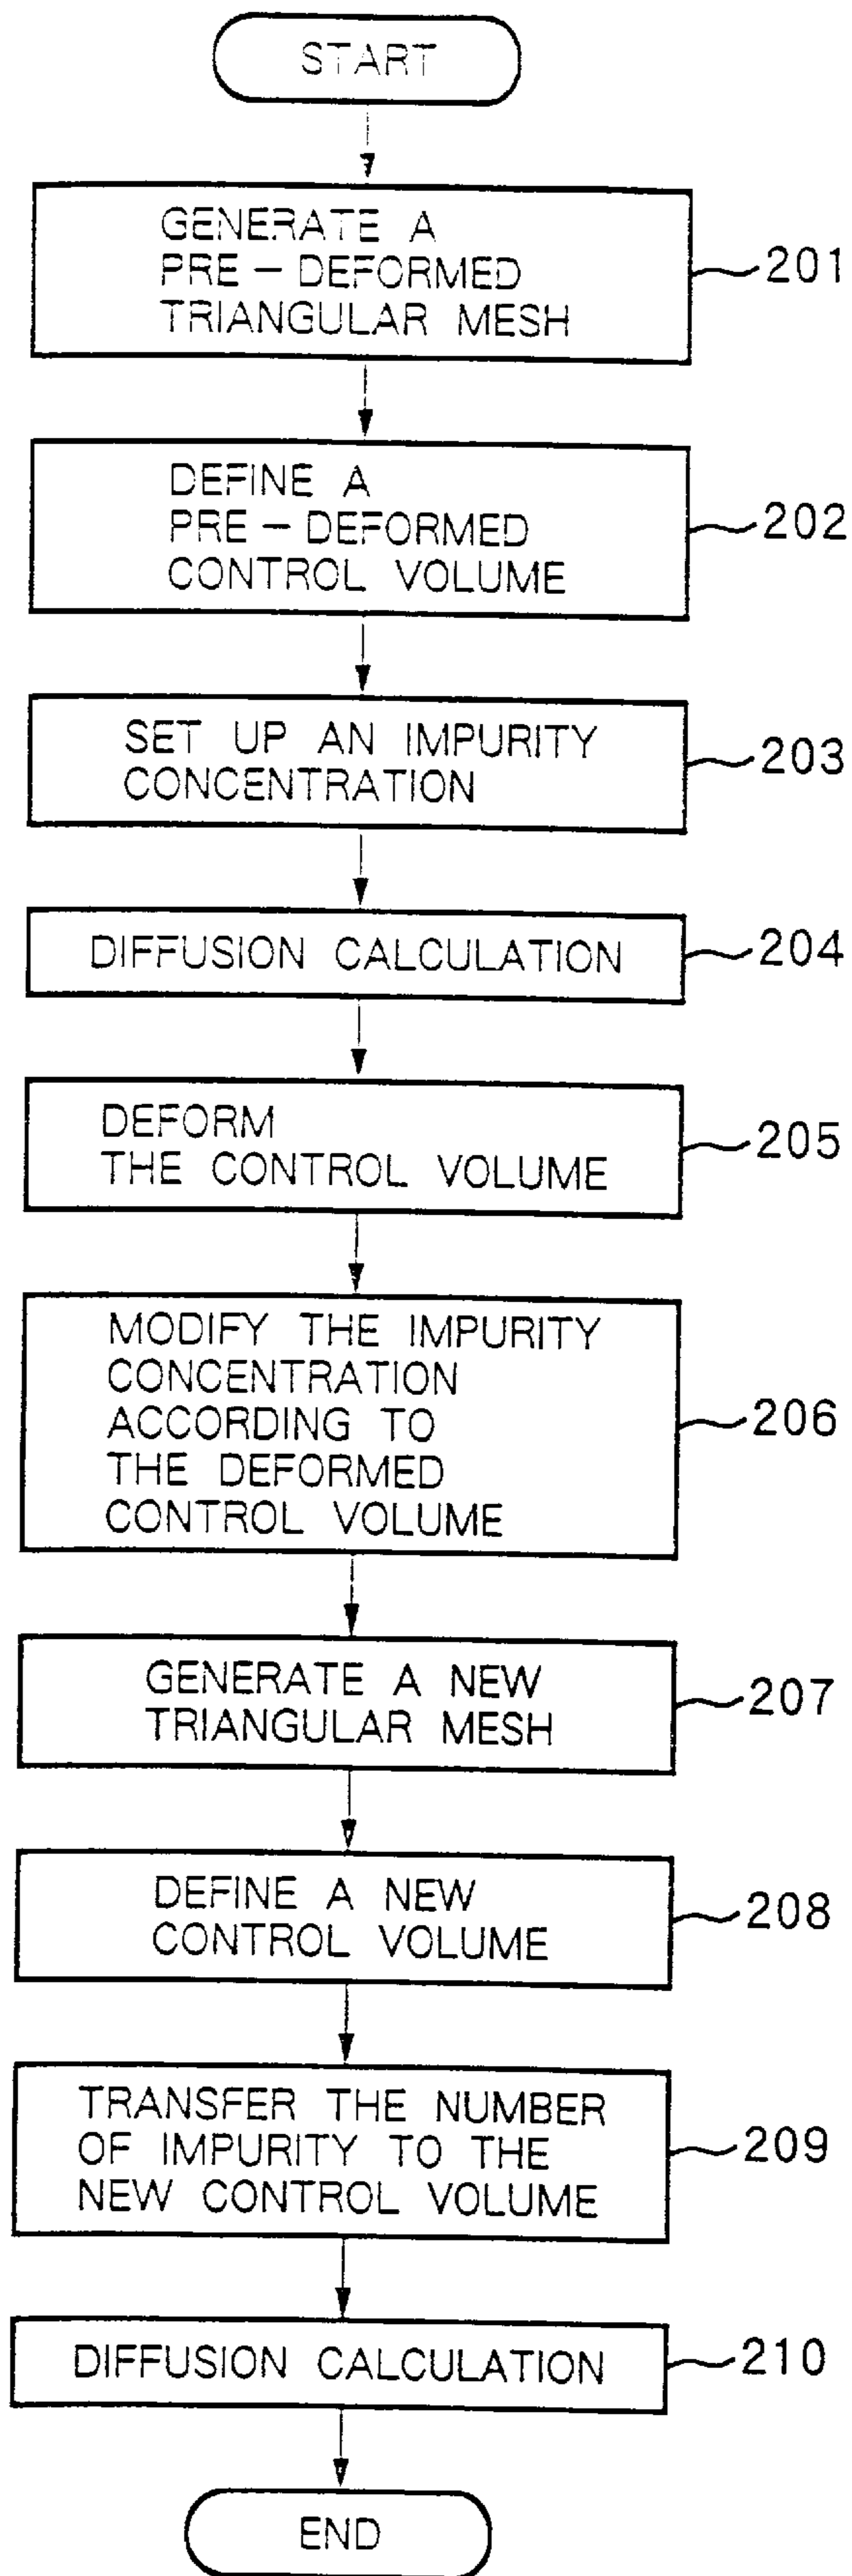 START
GENERATE A
PRE - DEFORMED
TRIANGULAR MESH
201
DEFINE A
PRE - DEFORMED
CONTROL VOLUME
202
SET UP AN IMPURITY
CONCENTRATION
203
DIFFUSION CALCULATION
204
DEFORM
THE CONTROL VOLUME
205
MODIFY THE IMPURITY
CONCENTRATION
ACCORDING TO
THE DEFORMED
CONTROL VOLUME
206
GENERATE A NEW
TRIANGULAR MESH
207
DEFINE A NEW
CONTROL VOLUME
208
TRANSFER THE NUMBER
OF IMPURITY TO THE
NEW CONTROL VOLUME
209
DIFFUSION CALCULATION
210
END